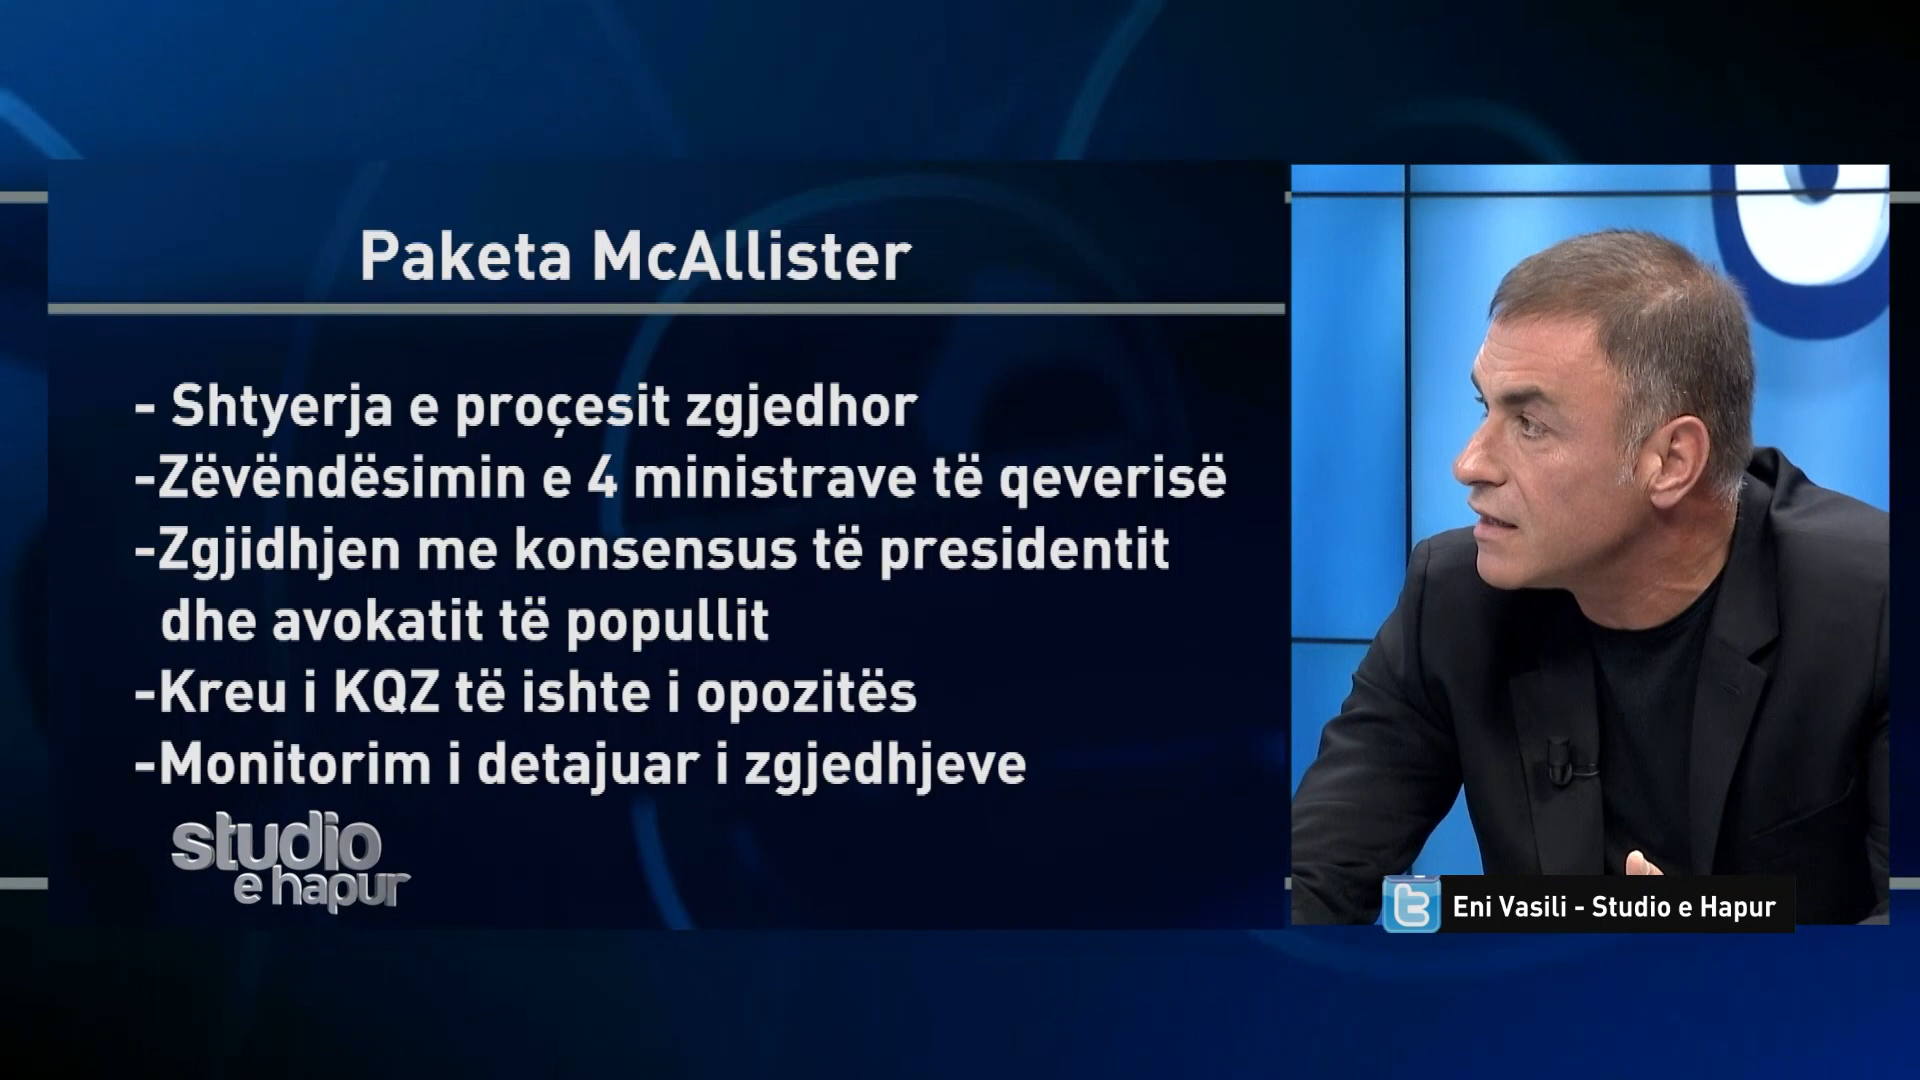 Paketa McAllister
- Shtyerja e proçesit zgjedhor
-Zëvëndësimin e 4 ministrave të qeverisë
-Zgjidhjen me konsensus të presidentit
dhe avokatit të popullit
-Kreu i KQZ të ishte i opozitës
-Monitorim i detajuar i zgjedhjeve
studio
e hapur
Eni Vasili - Studio e Hapur